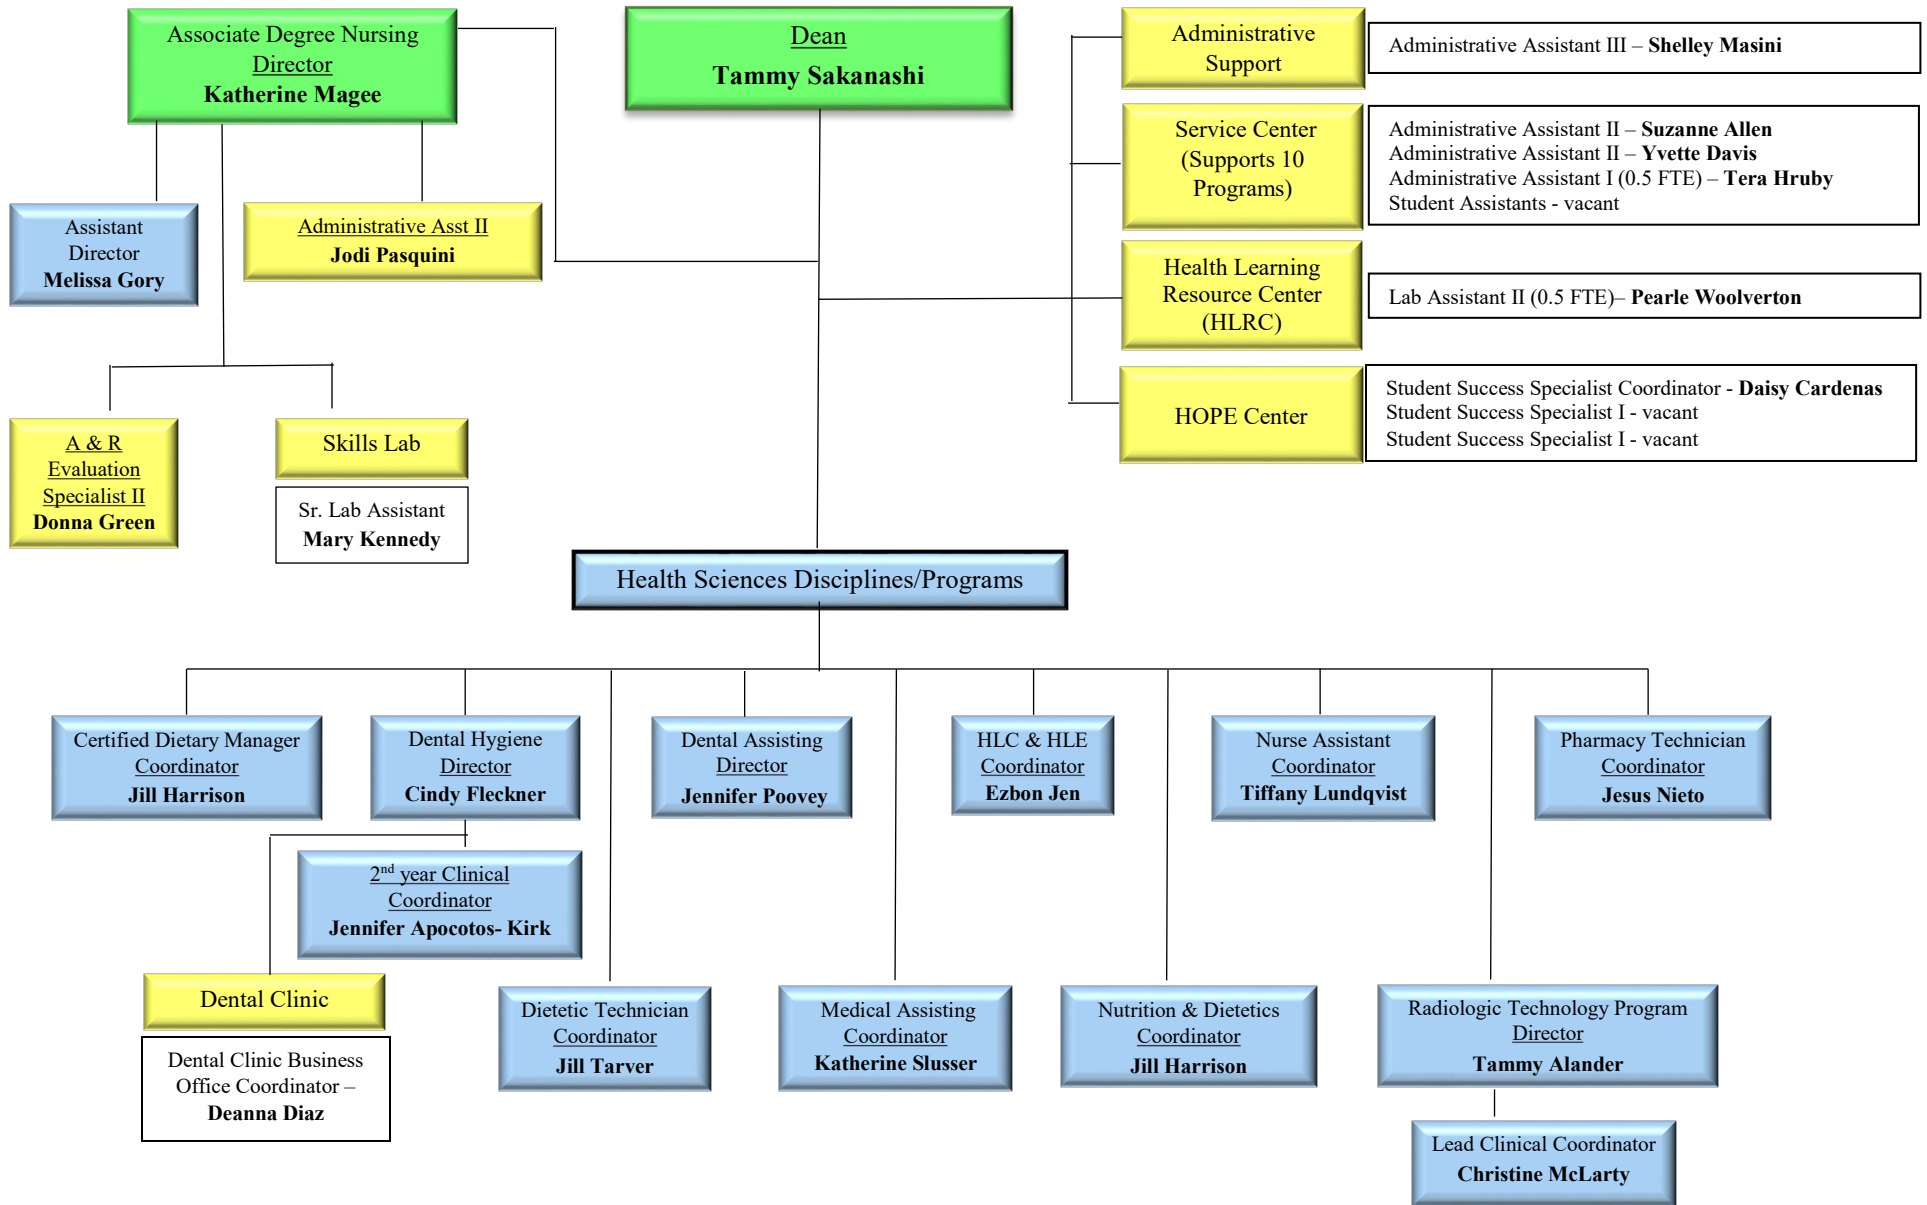 Associate Degree Nursing
Director
Katherine Magee
Dean
Tammy Sakanashi
Administrative
Support
Administrative Assistant III – Shelley Masini
Service Center
(Supports 10
Programs)
Administrative Assistant II – Suzanne Allen
Administrative Assistant II – Yvette Davis
Administrative Assistant I (0.5 FTE) – Tera Hruby
Student Assistants - vacant
Assistant
Director
Melissa Gory
Administrative Asst II
Jodi Pasquini
Health Learning
Resource Center
(HLRC)
Lab Assistant II (0.5 FTE)– Pearle Woolverton
HOPE Center
Student Success Specialist Coordinator - Daisy Cardenas
Student Success Specialist I - vacant
Student Success Specialist I - vacant
A & R
Evaluation
Specialist II
Donna Green
Skills Lab
Sr. Lab Assistant
Mary Kennedy
Health Sciences Disciplines/Programs
Certified Dietary Manager
Coordinator
Jill Harrison
Dental Hygiene
Director
Cindy Fleckner
Dental Assisting
Director
Jennifer Poovey
HLC & HLE
Coordinator
Ezbon Jen
Nurse Assistant
Coordinator
Tiffany Lundqvist
Pharmacy Technician
Coordinator
Jesus Nieto
2nd year Clinical
Coordinator
Jennifer Apocotos- Kirk
Dental Clinic
Dental Clinic Business
Office Coordinator –
Deanna Diaz
Dietetic Technician
Coordinator
Jill Tarver
Medical Assisting
Coordinator
Katherine Slusser
Nutrition & Dietetics
Coordinator
Jill Harrison
Radiologic Technology Program
Director
Tammy Alander
Lead Clinical Coordinator
Christine McLarty